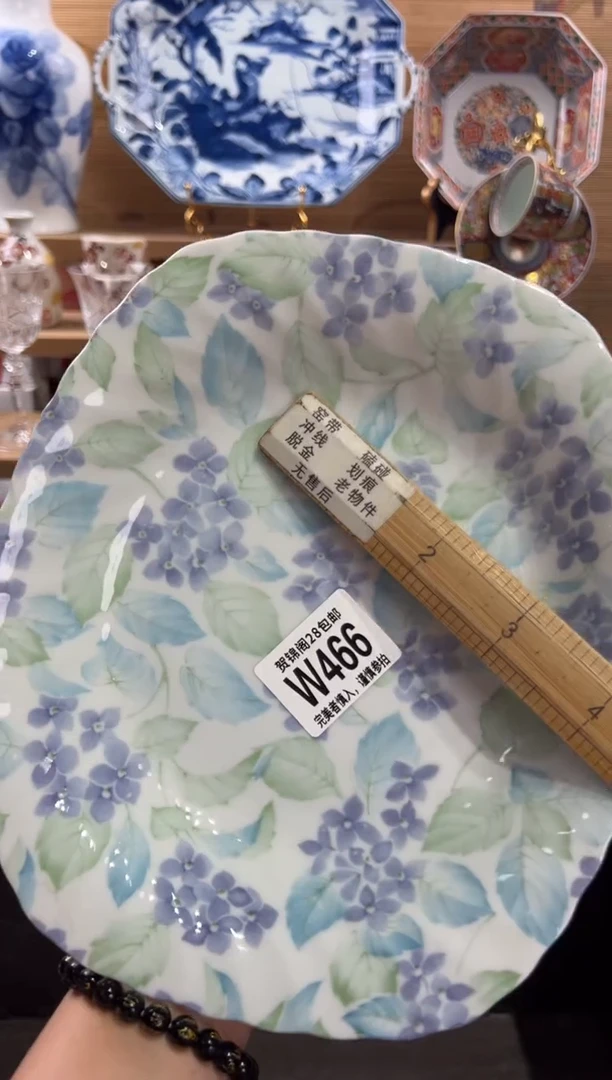 窑带 磕碰
冲线 划痕
脱金 老物件
无售后
2
3
4
贺锦阁28包邮
W466
完美者慎入，谨慎参拍